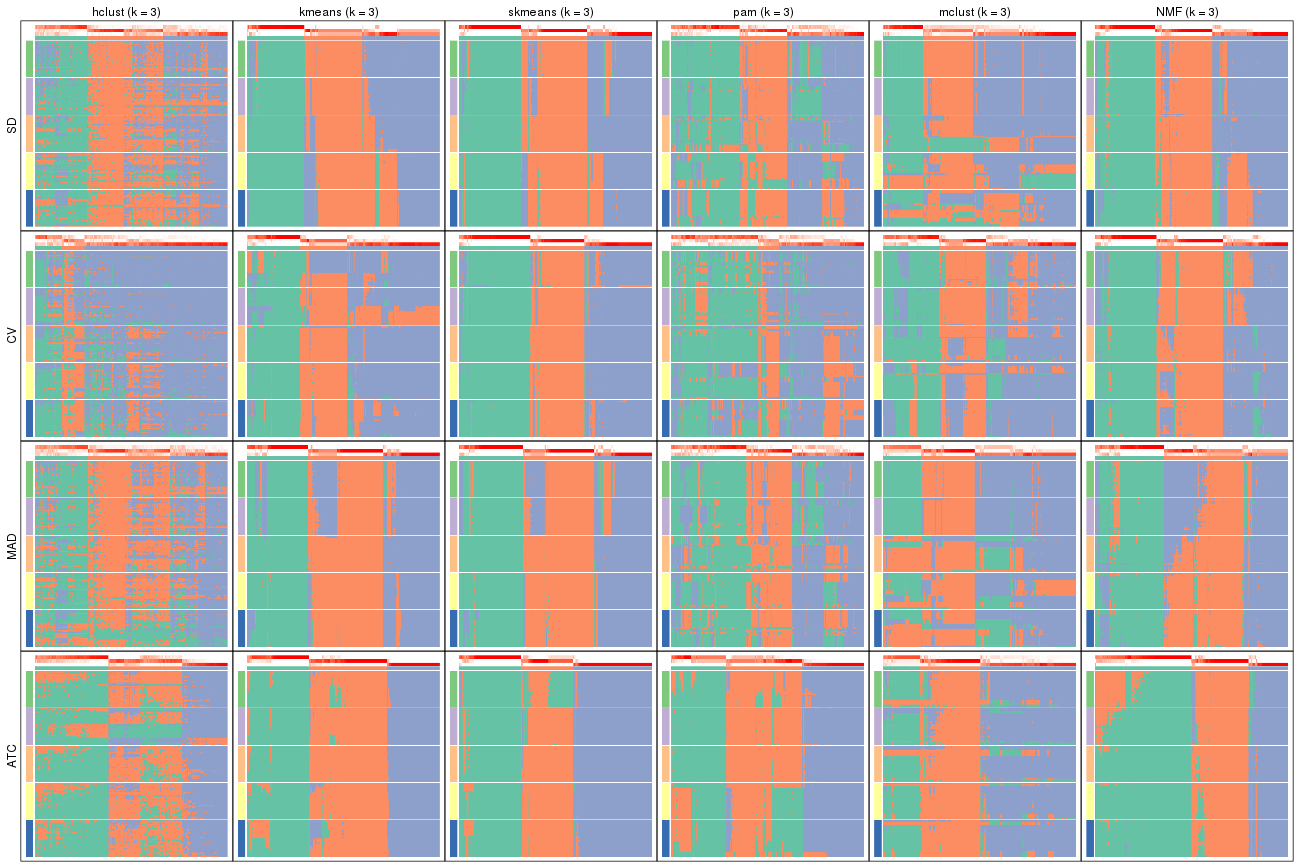 hclust (k = 3) kmeans (k = 3) skmeans (k = 3) pam (k = 3) mclust (k = 3) NMF (k = 3)
SD
CV
MAD
ATC